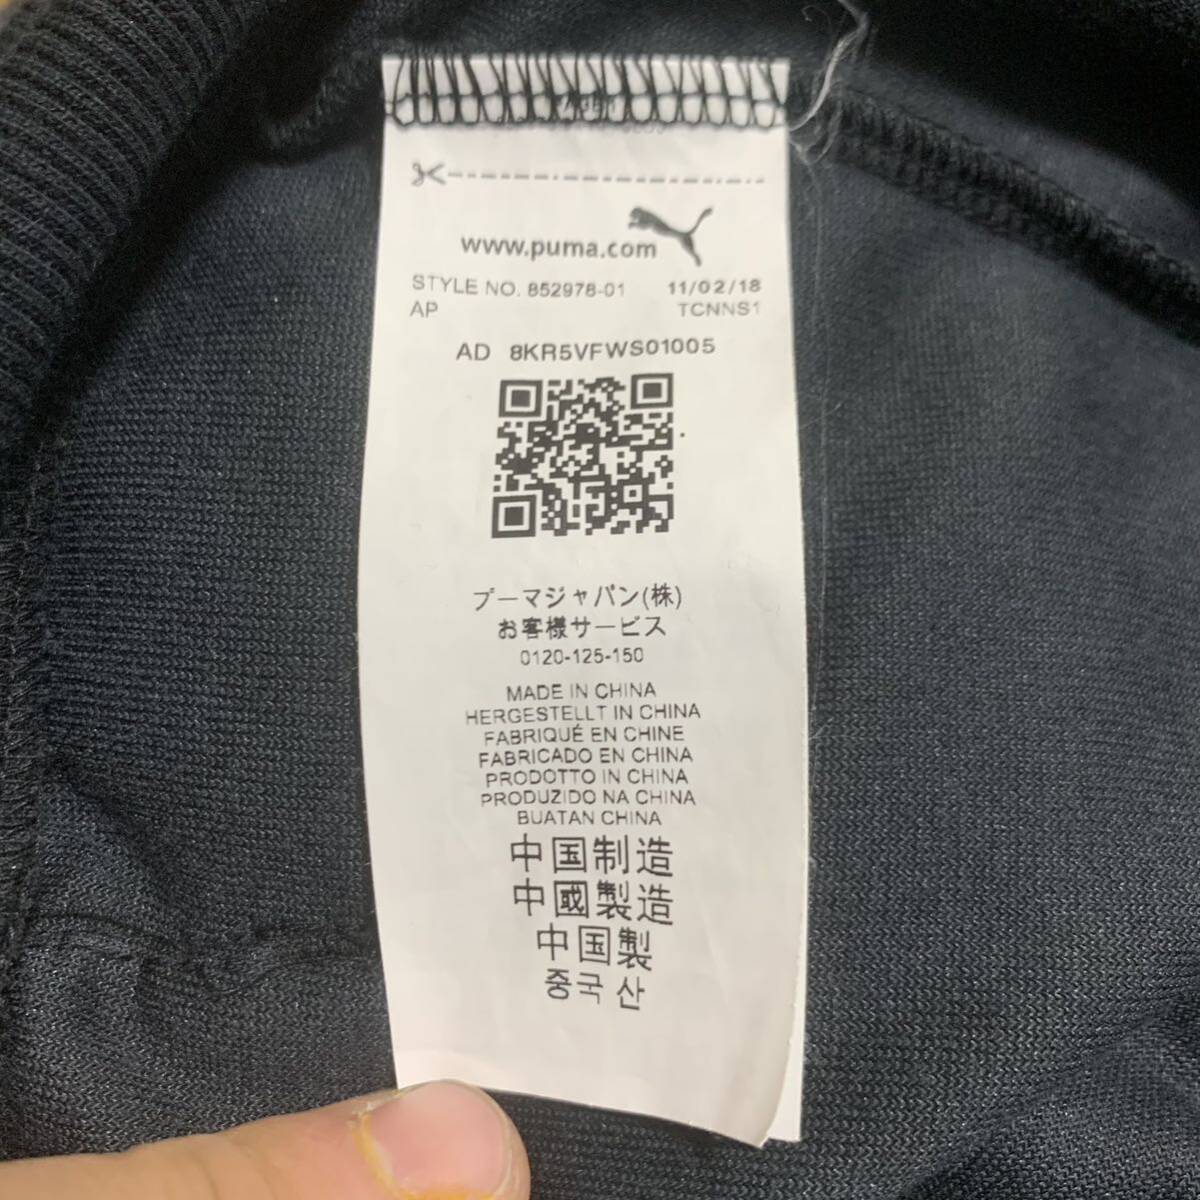 www.puma.com
STYLE NO. 852978-01 11/02/18
AP TCNNS1
AD 8KR5VFWS01005
プーマジャパン(株)
お客様サービス
0120-125-150
MADE IN CHINA
HERGESTELLT IN CHINA
FABRIQUÉ EN CHINE
FABRICADO EN CHINA
PRODOTTO IN CHINA
PRODUZIDO NA CHINA
BUATAN CHINA
中国制造
中國製造
中国製
중국 산